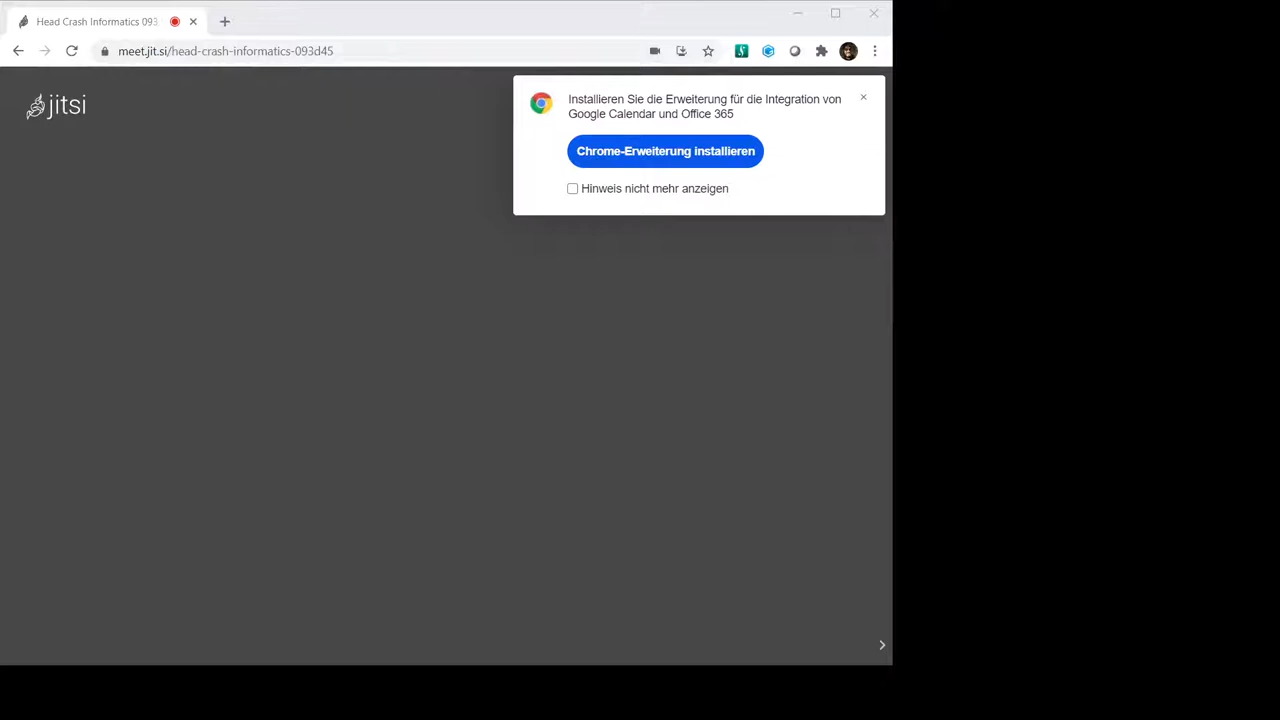 Head Crash Informatics 093
meet.jit.si/head-crash-informatics-093d45
jitsi
Installieren Sie die Erweiterung für die Integration von
Google Calendar und Office 365
Chrome-Erweiterung installieren
Hinweis nicht mehr anzeigen